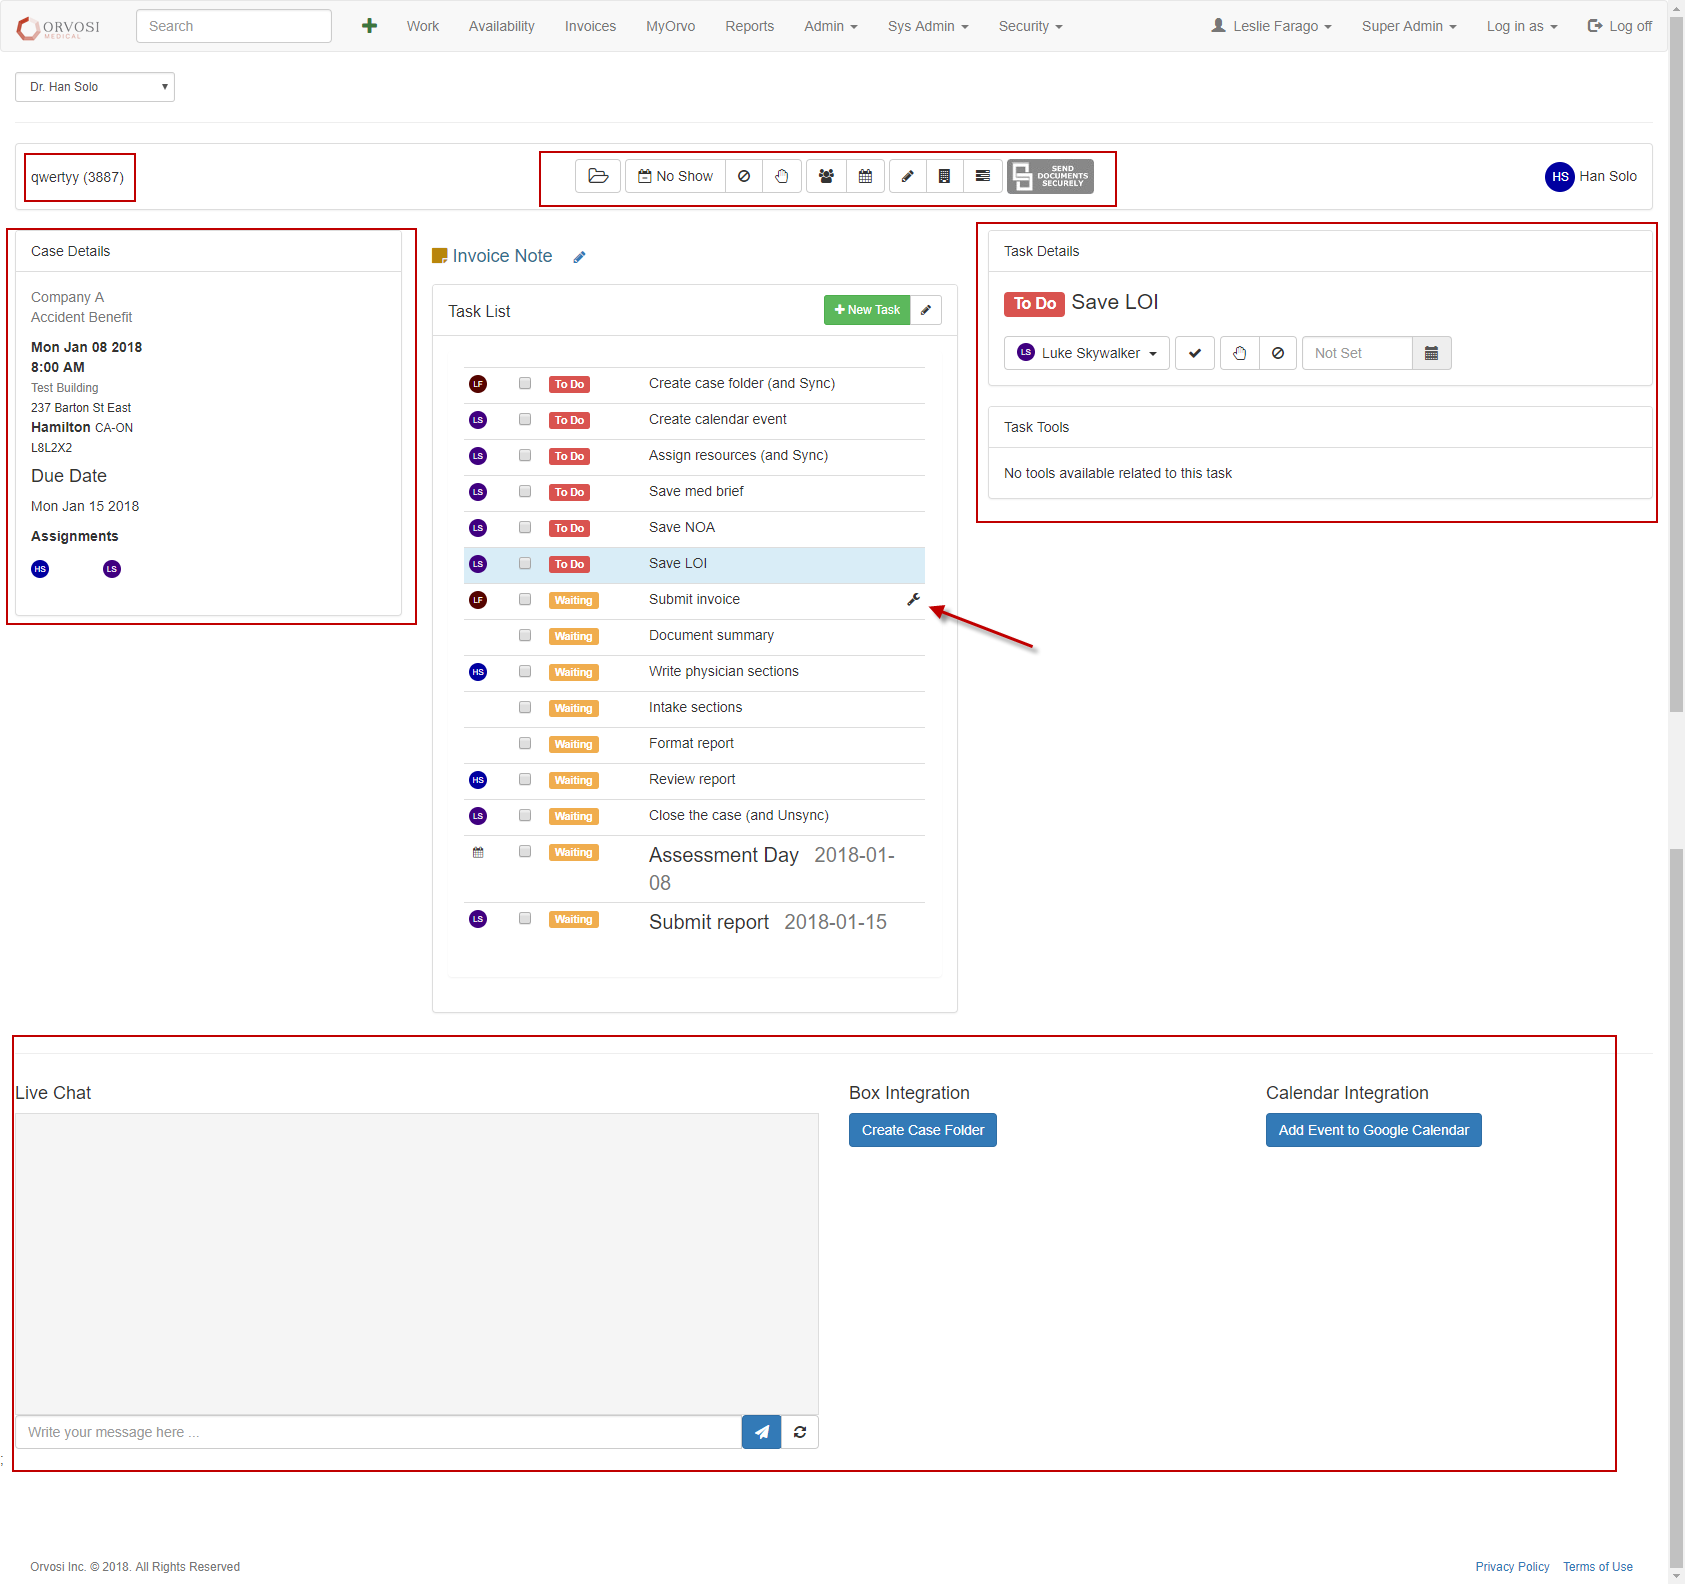 ORVOSI
MEDICAL
Search
Work
Availability
Invoices
MyOrvo
Reports
Admin
Sys Admin
Security
Leslie Farago
Super Admin
Log in as
Log off
Dr. Han Solo
qwertyy (3887)
No Show
SEND
DOCUMENTS
SECURELY
HS Han Solo
Case Details
Company A
Accident Benefit
Mon Jan 08 2018
8:00 AM
Test Building
237 Barton St East
Hamilton CA-ON
L8L2X2
Due Date
Mon Jan 15 2018
Assignments
HS LS
Invoice Note
Task List
New Task
LF To Do Create case folder (and Sync)
LS To Do Create calendar event
LS To Do Assign resources (and Sync)
LS To Do Save med brief
LS To Do Save NOA
LS To Do Save LOI
LF Waiting Submit invoice
Waiting Document summary
HS Waiting Write physician sections
Waiting Intake sections
Waiting Format report
HS Waiting Review report
LS Waiting Close the case (and Unsync)
Waiting Assessment Day 2018-01-
08
LS Waiting Submit report 2018-01-15
Task Details
To Do Save LOI
LS Luke Skywalker
Not Set
Task Tools
No tools available related to this task
Live Chat
Write your message here ...
;
Box Integration
Create Case Folder
Calendar Integration
Add Event to Google Calendar
Orvosi Inc. © 2018. All Rights Reserved
Privacy Policy
Terms of Use